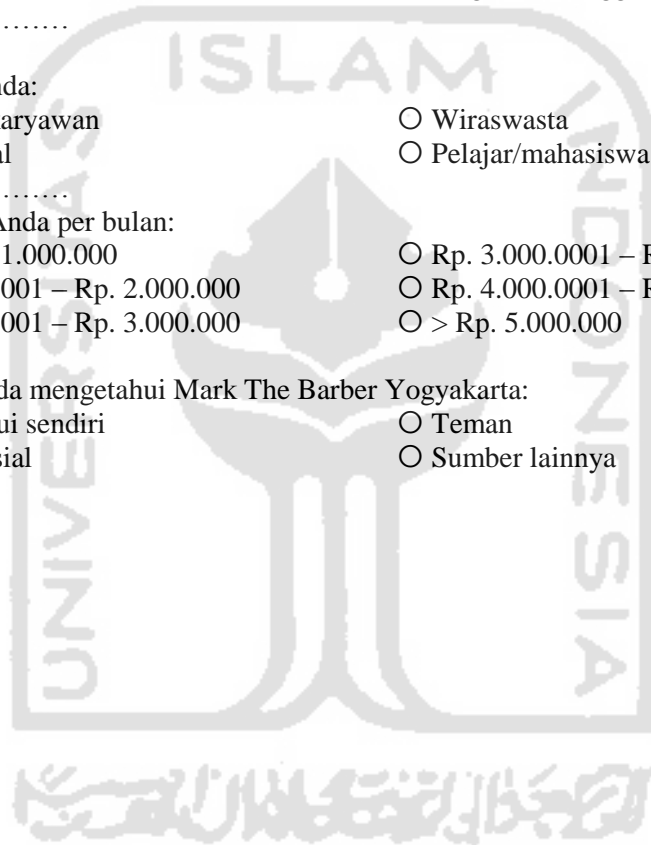 ………
ISLAM
nda:
aryawan ○ Wiraswasta
al ○ Pelajar/mahasiswa
………
Anda per bulan:
1.000.000 ○ Rp. 3.000.0001 – R
001 – Rp. 2.000.000 ○ Rp. 4.000.0001 – R
001 – Rp. 3.000.000 ○ > Rp. 5.000.000
da mengetahui Mark The Barber Yogyakarta:
ui sendiri ○ Teman
sial ○ Sumber lainnya
UNIVERSITAS
INDONESIA